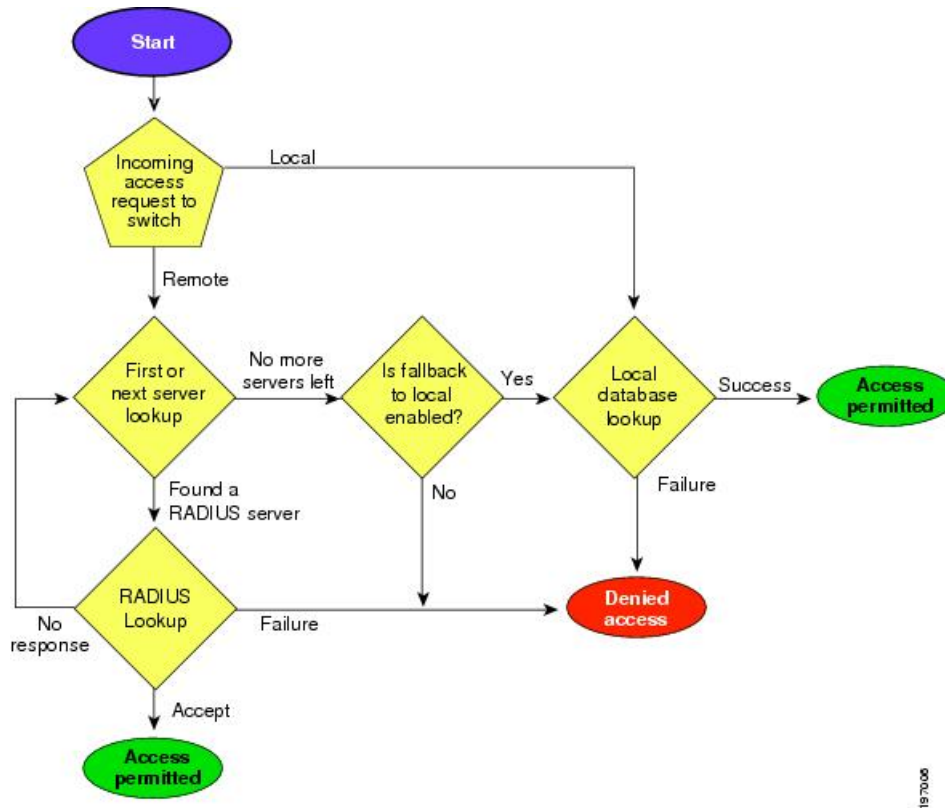 Start
Incoming
access
request to
switch
Local
Remote
First or
next server
lookup
No more
servers left
Is fallback
to local
enabled?
Yes
Local
database
lookup
Success
Access
permitted
Found a
RADIUS server
No
Failure
RADIUS
Lookup
No
response
Failure
Denied
access
Accept
Access
permitted
197006